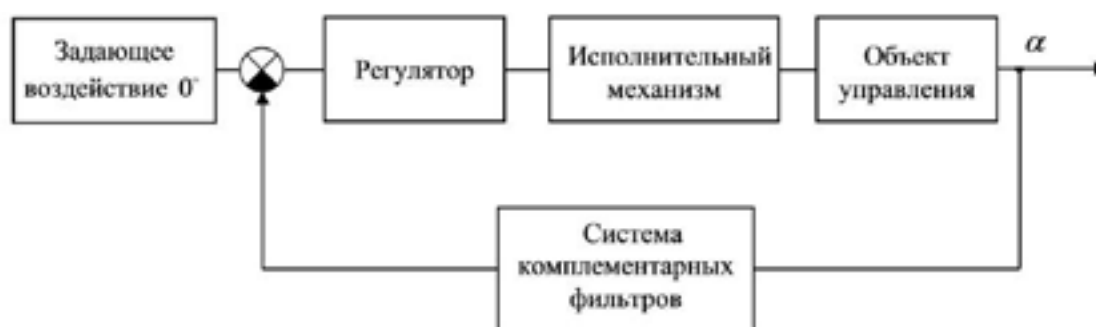 Задающее
воздействие 0°
Регулятор
Исполнительный
механизм
Объект
управления
α
Система
комплементарных
фильтров